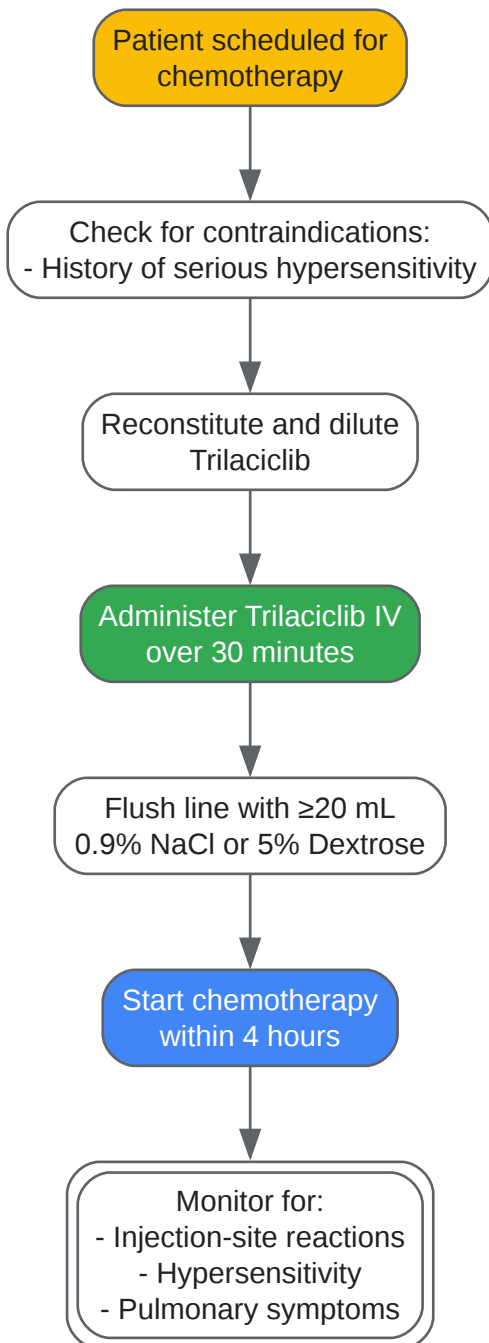 Patient scheduled for
chemotherapy
Check for contraindications:
- History of serious hypersensitivity
Reconstitute and dilute
Trilaciclib
Administer Trilaciclib IV
over 30 minutes
Flush line with ≥20 mL
0.9% NaCl or 5% Dextrose
Start chemotherapy
within 4 hours
Monitor for:
- Injection-site reactions
- Hypersensitivity
- Pulmonary symptoms